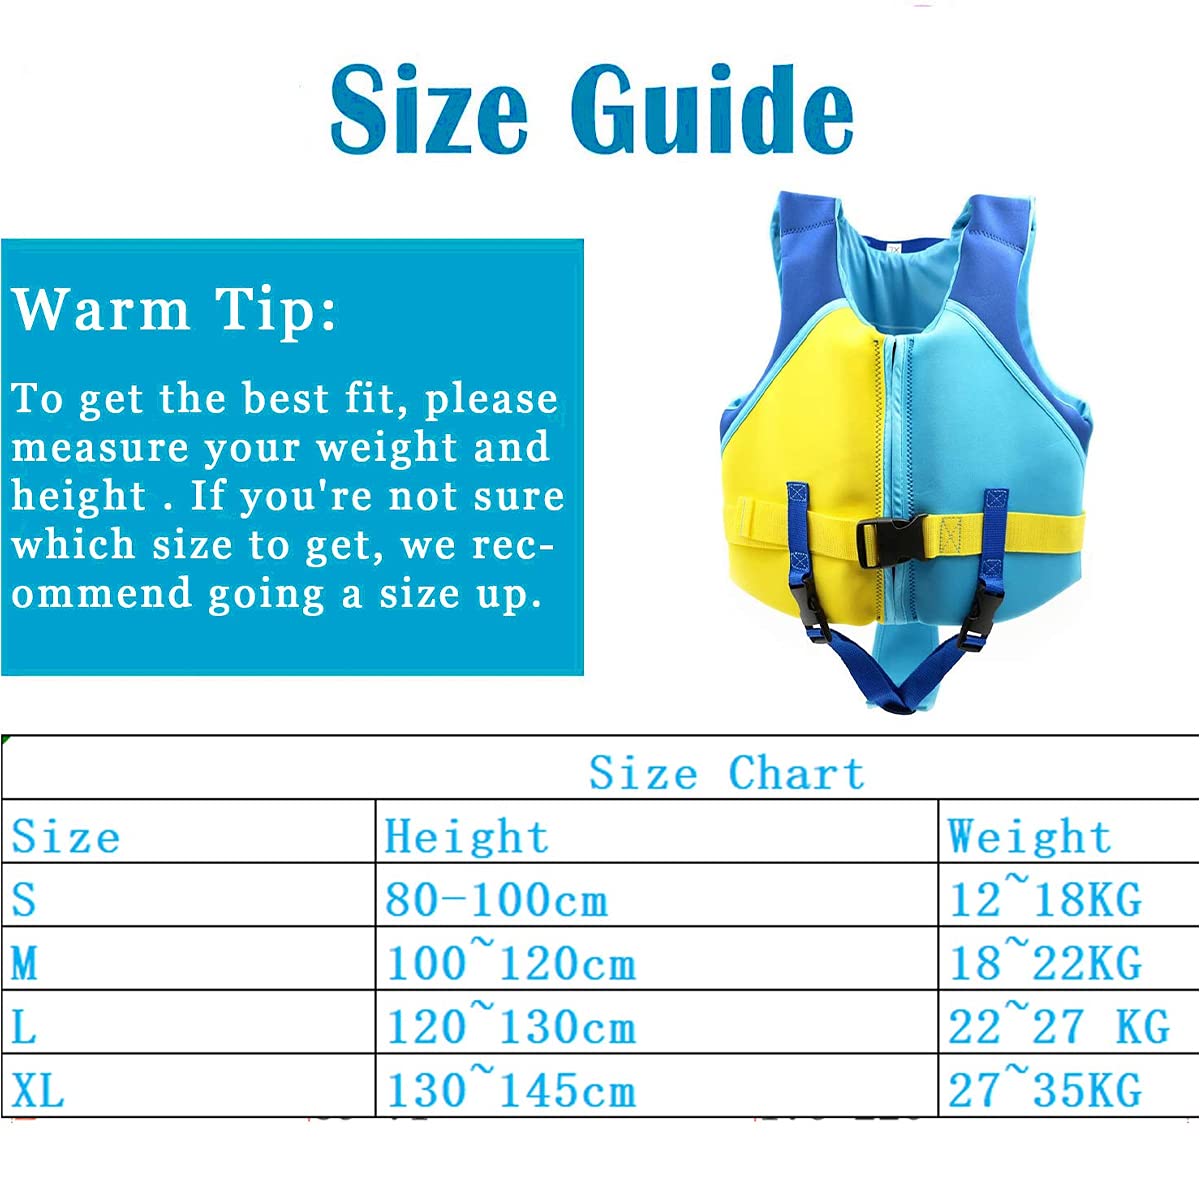 Size Guide
Warm Tip:
To get the best fit, please
measure your weight and
height . If you're not sure
which size to get, we rec-
ommend going a size up.
Size Chart
Size Height Weight
S 80-100cm 12~18KG
M 100~120cm 18~22KG
L 120~130cm 22~27 KG
XL 130~145cm 27~35KG